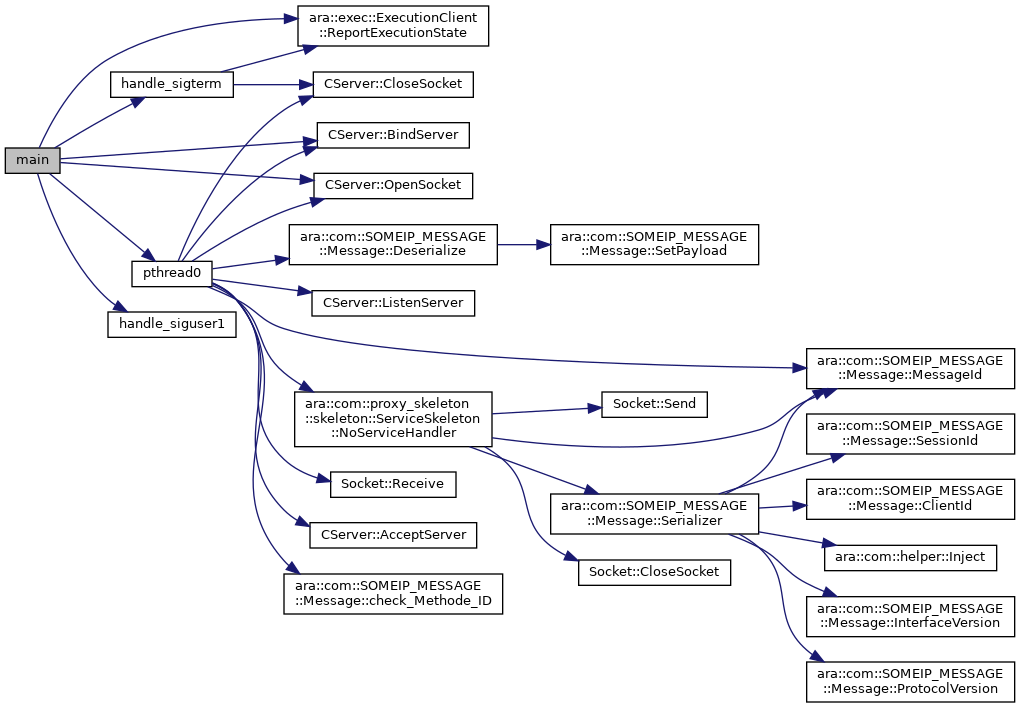 ara::exec::ExecutionClient
::ReportExecutionState
handle_sigterm
CServer::CloseSocket
CServer::BindServer
main
CServer::OpenSocket
ara::com::SOMEIP_MESSAGE
::Message::Deserialize
ara::com::SOMEIP_MESSAGE
::Message::SetPayload
pthread0
CServer::ListenServer
handle_siguser1
ara::com::SOMEIP_MESSAGE
::Message::MessageId
ara::com::proxy_skeleton
::skeleton::ServiceSkeleton
::NoServiceHandler
Socket::Send
ara::com::SOMEIP_MESSAGE
::Message::SessionId
Socket::Receive
ara::com::SOMEIP_MESSAGE
::Message::ClientId
ara::com::SOMEIP_MESSAGE
::Message::Serializer
CServer::AcceptServer
ara::com::helper::Inject
Socket::CloseSocket
ara::com::SOMEIP_MESSAGE
::Message::check_Methode_ID
ara::com::SOMEIP_MESSAGE
::Message::InterfaceVersion
ara::com::SOMEIP_MESSAGE
::Message::ProtocolVersion